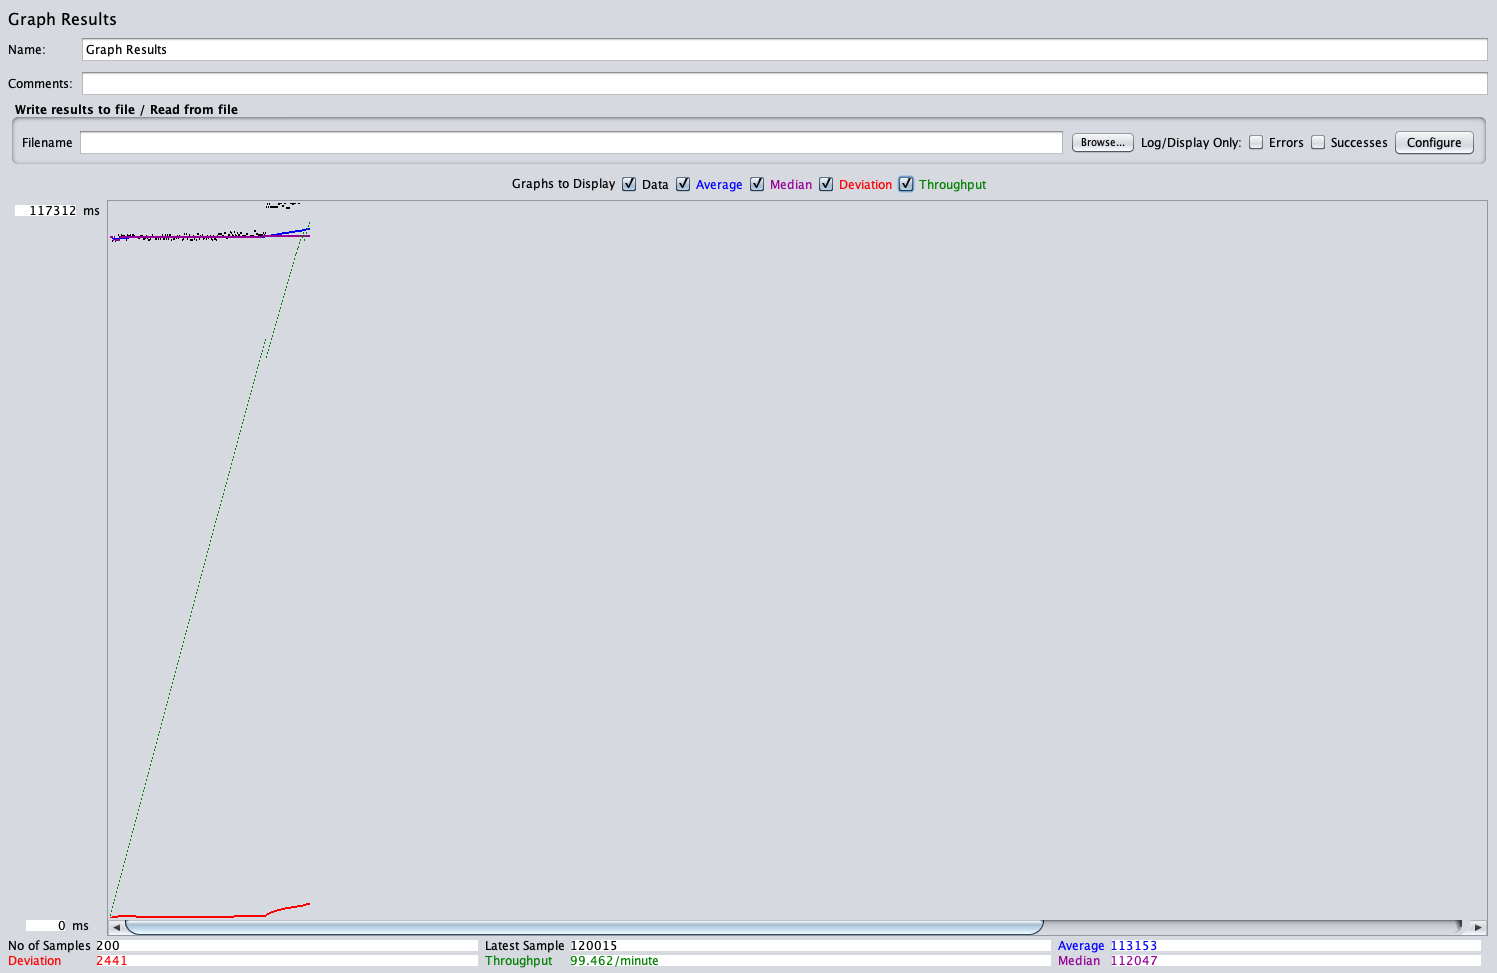 Graph Results
Name: Graph Results
Comments:
Write results to file / Read from file
Filename Browse... Log/Display Only: Errors Successes Configure
Graphs to Display Data Average Median Deviation Throughput
117312 ms
0 ms
No of Samples 200 Latest Sample 120015 Average 113153
Deviation 2441 Throughput 99.462/minute Median 112047